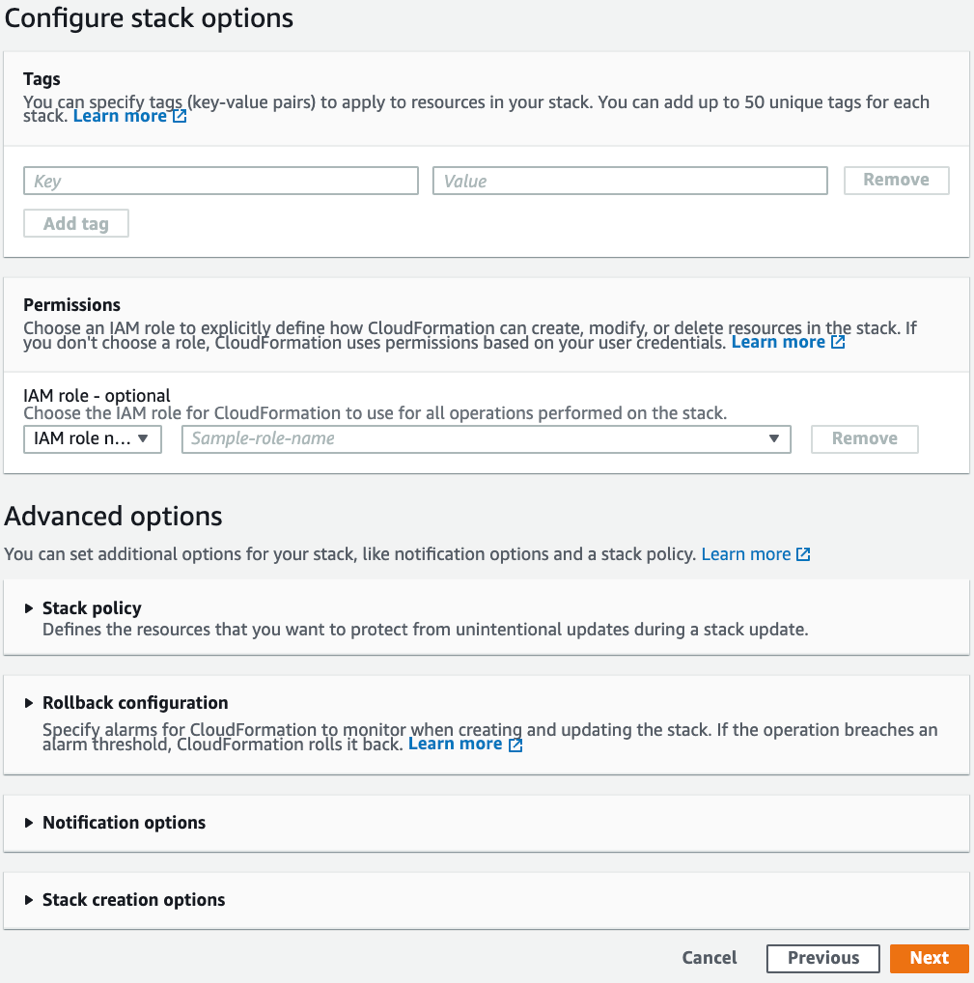 Configure stack options
Tags
You can specify tags (key-value pairs) to apply to resources in your stack. You can add up to 50 unique tags for each
stack. Learn more
Key Value Remove
Add tag
Permissions
Choose an IAM role to explicitly define how CloudFormation can create, modify, or delete resources in the stack. If
you don't choose a role, CloudFormation uses permissions based on your user credentials. Learn more
IAM role - optional
Choose the IAM role for CloudFormation to use for all operations performed on the stack.
IAM role n... Sample-role-name Remove
Advanced options
You can set additional options for your stack, like notification options and a stack policy. Learn more
Stack policy
Defines the resources that you want to protect from unintentional updates during a stack update.
Rollback configuration
Specify alarms for CloudFormation to monitor when creating and updating the stack. If the operation breaches an
alarm threshold, CloudFormation rolls it back. Learn more
Notification options
Stack creation options
Cancel Previous Next